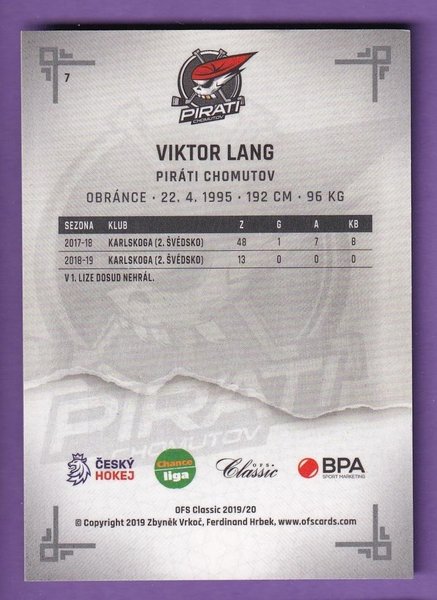 7
PIRÁTI
CHOMUTOV
VIKTOR LANG
PIRÁTI CHOMUTOV
OBRÁNCE · 22. 4. 1995 · 192 CM · 96 KG
SEZONA KLUB Z G A KB
2017-18 KARLSKOGA (2. ŠVÉDSKO) 48 1 7 8
2018-19 KARLSKOGA (2. ŠVÉDSKO) 13 0 0 0
V 1. LIZE DOSUD NEHRÁL.
PIRÁTI
CHOMUTOV
ČESKÝ HOKEJ
Chance liga
OFS Classic
BPA
SPORT MARKETING
OFS Classic 2019/20
© Copyright 2019 Zbyněk Vrkoč, Ferdinand Hrbek, www.ofscards.com